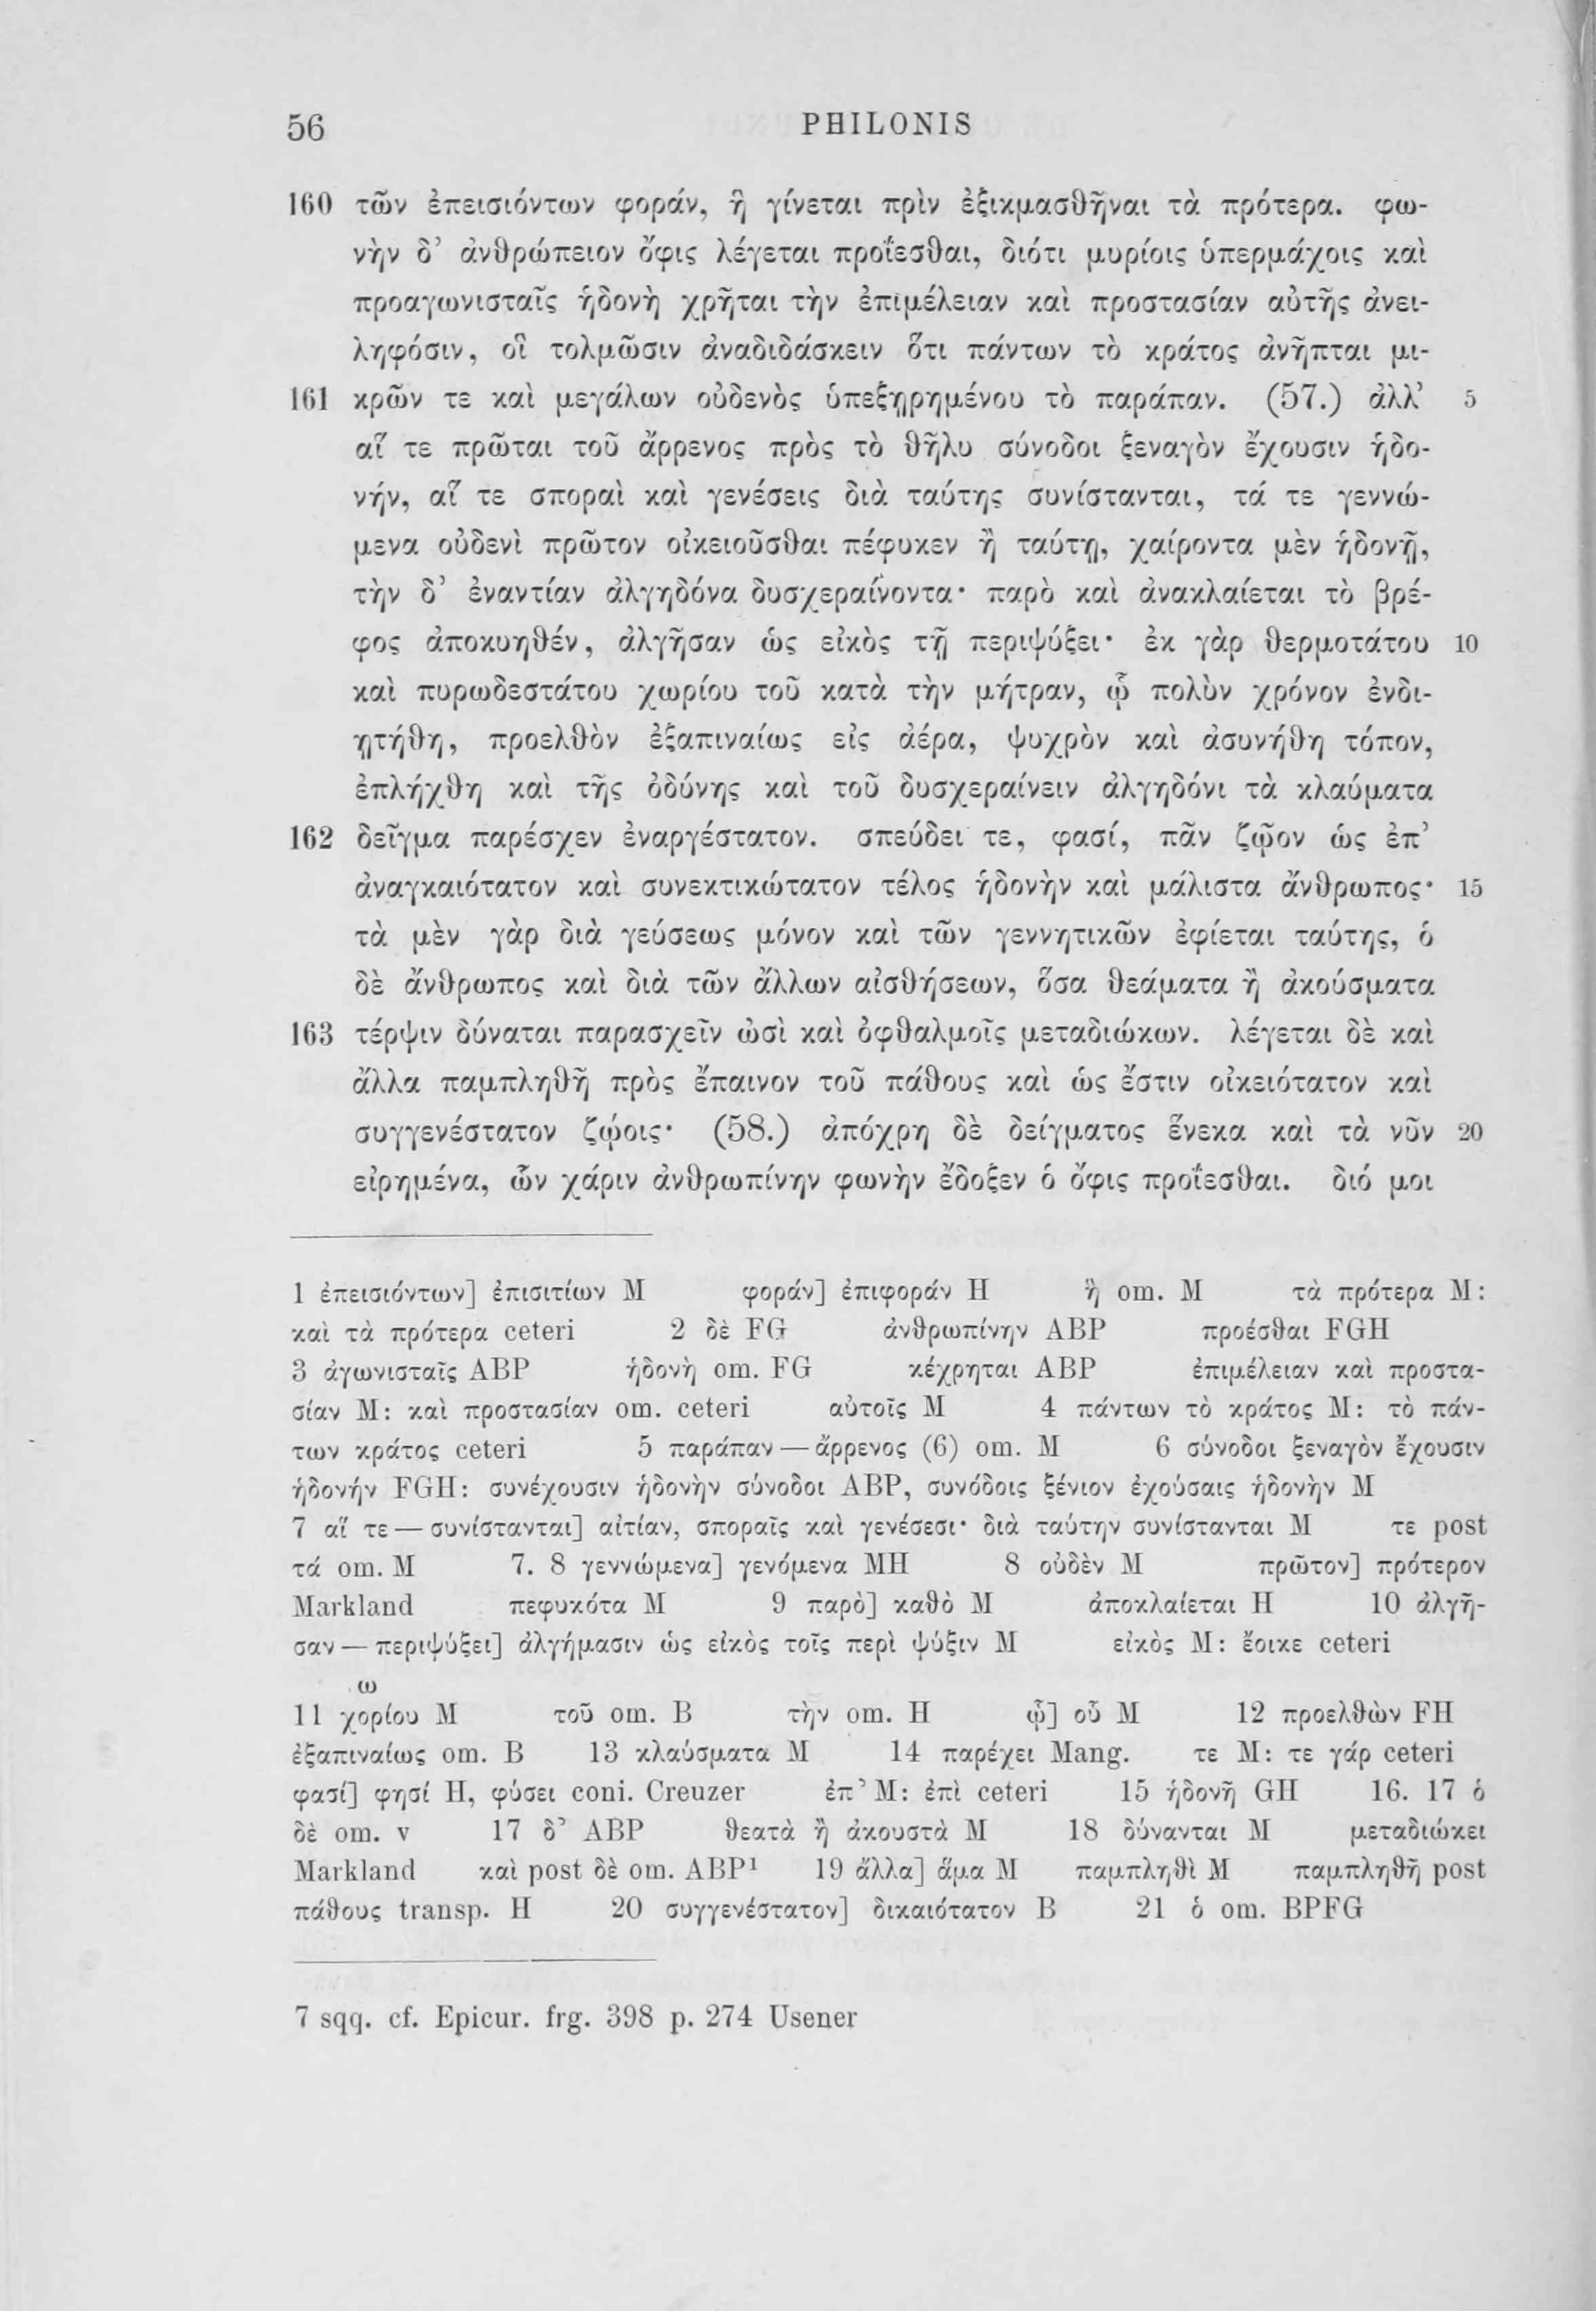 56 PHILONIS
160 τῶν ἐπεισιόντων φοράν, ἢ γίνεται πρὶν ἐξικμασθῆναι τὰ πρότερα. φω-
νὴν δ’ ἀνθρώπειον ὄφις λέγεται προΐεσθαι, διότι μυρίοις ὑπερμάχοις καὶ
προαγωνισταῖς ἡδονὴ χρῆται τὴν ἐπιμέλειαν καὶ προστασίαν αὐτῆς ἀνει-
ληφόσιν, οἳ τολμῶσιν ἀναδιδάσκειν ὅτι πάντων τὸ κράτος ἀνῆπται μι-
161 κρῶν τε καὶ μεγάλων οὐδενὸς ὑπεξῃρημένου τὸ παράπαν. (57.) ἀλλ’ 5
αἵ τε πρῶται τοῦ ἄρρενος πρὸς τὸ θῆλυ σύνοδοι ξεναγὸν ἔχουσιν ἡδο-
νήν, αἵ τε σποραὶ καὶ γενέσεις διὰ ταύτης συνίστανται, τά τε γεννώ-
μενα οὐδενὶ πρῶτον οἰκειοῦσθαι πέφυκεν ἢ ταύτῃ, χαίροντα μὲν ἡδονῇ,
τὴν δ’ ἐναντίαν ἀλγηδόνα δυσχεραίνοντα· παρὸ καὶ ἀνακλαίεται τὸ βρέ-
φος ἀποκυηθέν, ἀλγῆσαν ὡς εἰκὸς τῇ περιψύξει· ἐκ γὰρ θερμοτάτου 10
καὶ πυρωδεστάτου χωρίου τοῦ κατὰ τὴν μήτραν, ᾧ πολὺν χρόνον ἐνδι-
ῃτήθη, προελθὸν ἐξαπιναίως εἰς ἀέρα, ψυχρὸν καὶ ἀσυνήθη τόπον,
ἐπλήχθη καὶ τῆς ὀδύνης καὶ τοῦ δυσχεραίνειν ἀλγηδόνι τὰ κλαύματα
162 δεῖγμα παρέσχεν ἐναργέστατον. σπεύδει τε, φασί, πᾶν ζῷον ὡς ἐπ’
ἀναγκαιότατον καὶ συνεκτικώτατον τέλος ἡδονὴν καὶ μάλιστα ἄνθρωπος· 15
τὰ μὲν γὰρ διὰ γεύσεως μόνον καὶ τῶν γεννητικῶν ἐφίεται ταύτης, ὁ
δὲ ἄνθρωπος καὶ διὰ τῶν ἄλλων αἰσθήσεων, ὅσα θεάματα ἢ ἀκούσματα
163 τέρψιν δύναται παρασχεῖν ὠσὶ καὶ ὀφθαλμοῖς μεταδιώκων. λέγεται δὲ καὶ
ἄλλα παμπληθῆ πρὸς ἔπαινον τοῦ πάθους καὶ ὡς ἔστιν οἰκειότατον καὶ
συγγενέστατον ζῴοις· (58.) ἀπόχρη δὲ δείγματος ἕνεκα καὶ τὰ νῦν 20
εἰρημένα, ὧν χάριν ἀνθρωπίνην φωνὴν ἔδοξεν ὁ ὄφις προΐεσθαι. διό μοι
1 ἐπεισιόντων] ἐπισιτίων M φοράν] ἐπιφοράν H ἢ om. M τὰ πρότερα M:
καὶ τὰ πρότερα ceteri 2 δὲ FG ἀνθρωπίνην ABP προέσθαι FGH
3 ἀγωνισταῖς ABP ἡδονὴ om. FG κέχρηται ABP ἐπιμέλειαν καὶ προστα-
σίαν M: καὶ προστασίαν om. ceteri αὐτοῖς M 4 πάντων τὸ κράτος M: τὸ πάν-
των κράτος ceteri 5 παράπαν — ἄρρενος (6) om. M 6 σύνοδοι ξεναγὸν ἔχουσιν
ἡδονήν FGH: συνέχουσιν ἡδονὴν σύνοδοι ABP, συνόδοις ξένιον ἐχούσαις ἡδονὴν M
7 αἵ τε — συνίστανται] αἰτίαν, σποραῖς καὶ γενέσεσι· διὰ ταύτην συνίστανται M τε post
τά om. M 7. 8 γεννώμενα] γενόμενα MH 8 οὐδὲν M πρῶτον] πρότερον
Markland πεφυκότα M 9 παρὸ] καθὸ M ἀποκλαίεται H 10 ἀλγῆ-
σαν — περιψύξει] ἀλγήμασιν ὡς εἰκὸς τοῖς περὶ ψύξιν M εἰκὸς M: ἔοικε ceteri
ω
11 χορίου M τοῦ om. B τὴν om. H ᾧ] οὗ M 12 προελθὼν FH
ἐξαπιναίως om. B 13 κλαύσματα M 14 παρέχει Mang. τε M: τε γάρ ceteri
φασί] φησί H, φύσει coni. Creuzer ἐπ’ M: ἐπὶ ceteri 15 ἡδονῇ GH 16. 17 ὁ
δὲ om. v 17 δ’ ABP θεατὰ ἢ ἀκουστὰ M 18 δύνανται M μεταδιώκει
Markland καὶ post δὲ om. ABP¹ 19 ἄλλα] ἅμα M παμπληθὶ M παμπληθῆ post
πάθους transp. H 20 συγγενέστατον] δικαιότατον B 21 ὁ om. BPFG
7 sqq. cf. Epicur. frg. 398 p. 274 Usener